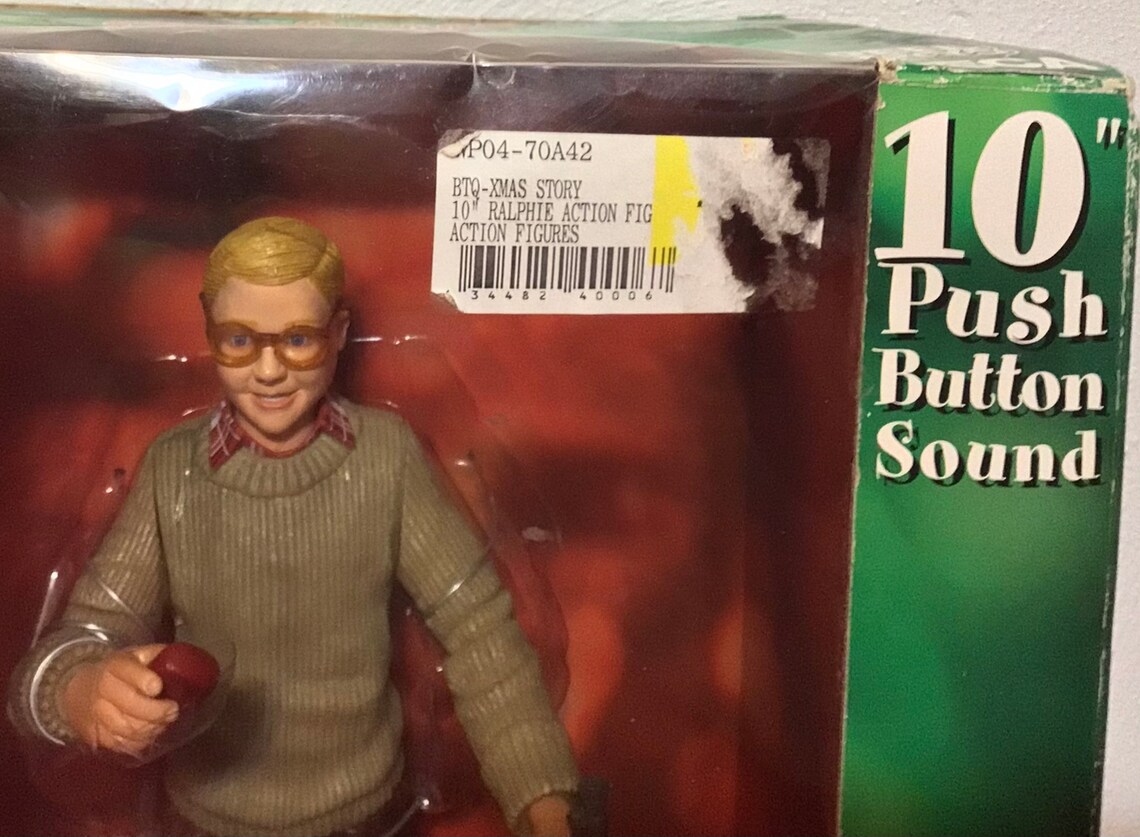 P04-70A42
BTQ-XMAS STORY
10" RALPHIE ACTION FIG
ACTION FIGURES
34482 40006
10"
Push
Button
Sound